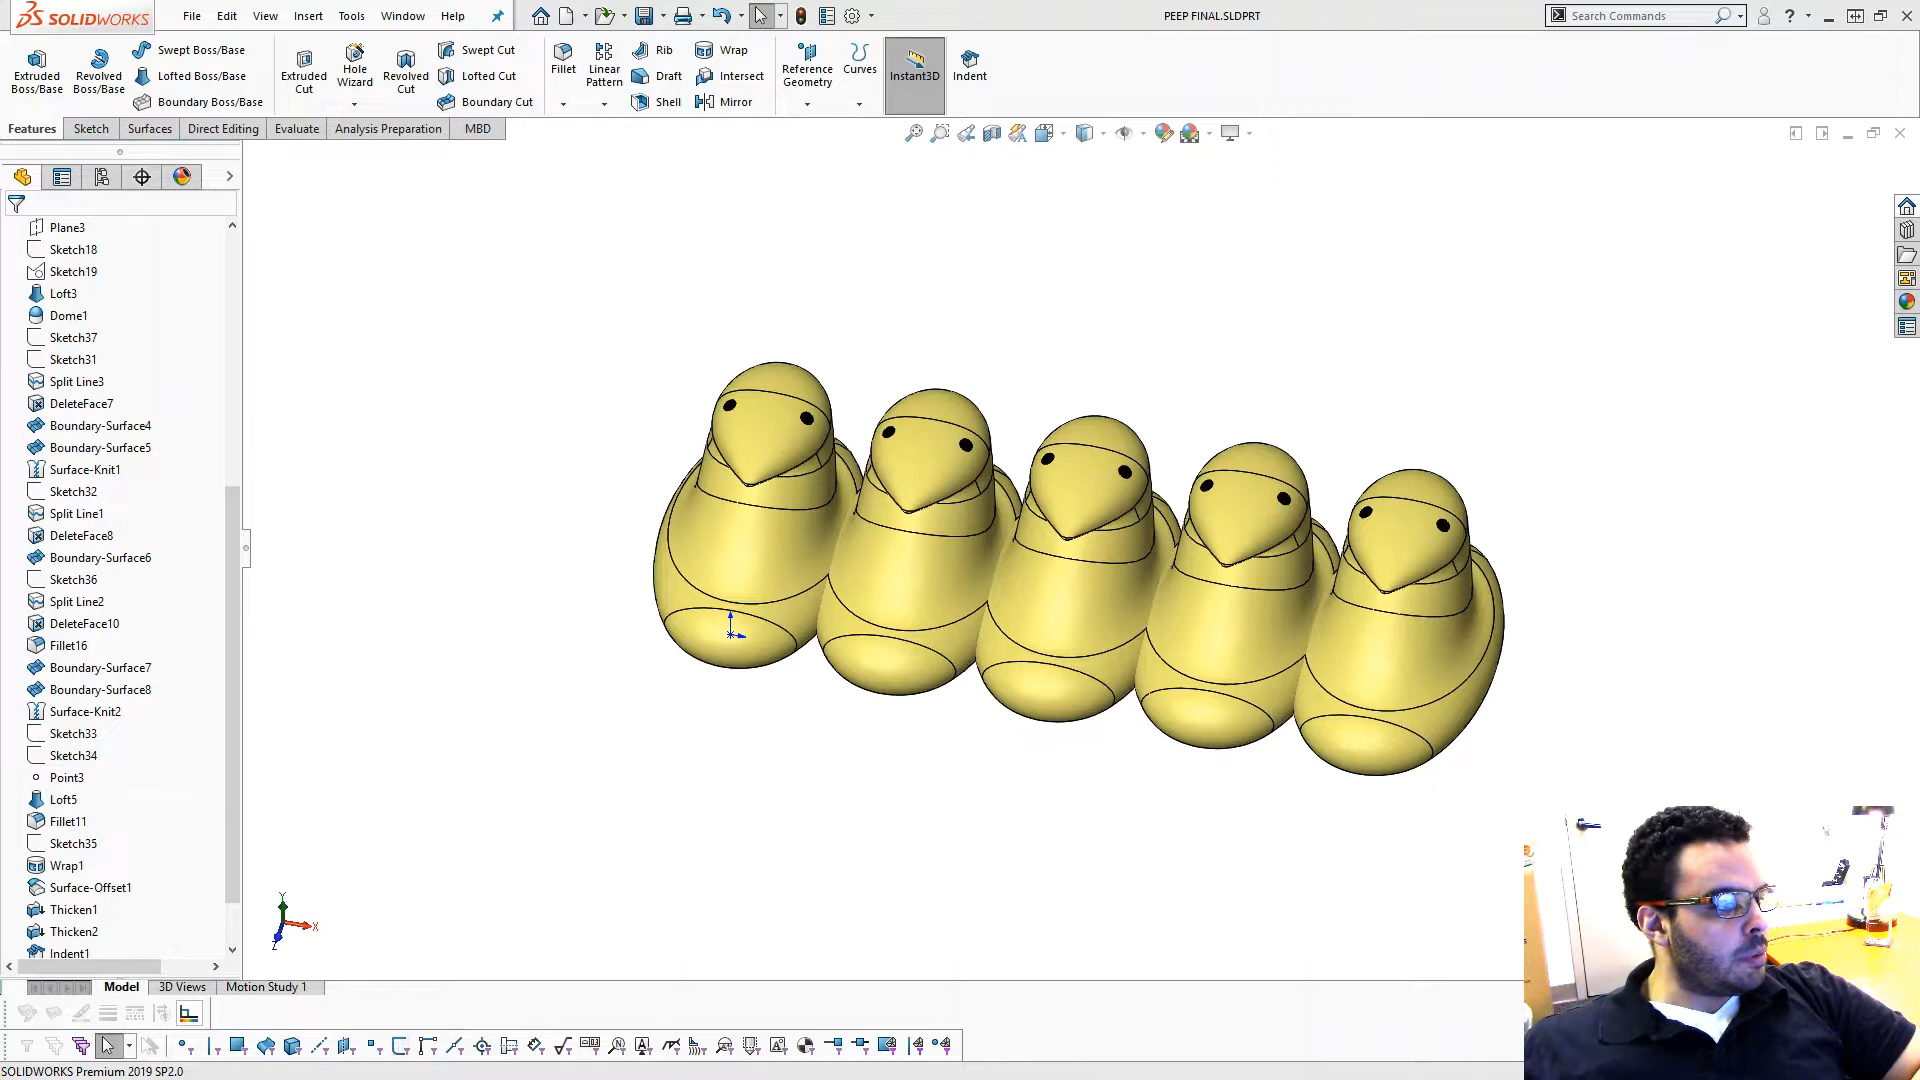 SOLIDWORKS File Edit View Insert Tools Window Help PEEP FINAL.SLDPRT Search Commands ?
Extruded Boss/Base
Revolved Boss/Base
Swept Boss/Base
Lofted Boss/Base
Boundary Boss/Base
Extruded Cut
Hole Wizard
Revolved Cut
Swept Cut
Lofted Cut
Boundary Cut
Fillet
Linear Pattern
Rib
Draft
Shell
Wrap
Intersect
Mirror
Reference Geometry
Curves
Instant3D
Indent
Features Sketch Surfaces Direct Editing Evaluate Analysis Preparation MBD
Plane3
Sketch18
Sketch19
Loft3
Dome1
Sketch37
Sketch31
Split Line3
DeleteFace7
Boundary-Surface4
Boundary-Surface5
Surface-Knit1
Sketch32
Split Line1
DeleteFace8
Boundary-Surface6
Sketch36
Split Line2
DeleteFace10
Fillet16
Boundary-Surface7
Boundary-Surface8
Surface-Knit2
Sketch33
Sketch34
Point3
Loft5
Fillet11
Sketch35
Wrap1
Surface-Offset1
Thicken1
Thicken2
Indent1
Y
X
Z
Model 3D Views Motion Study 1
SOLIDWORKS Premium 2019 SP2.0